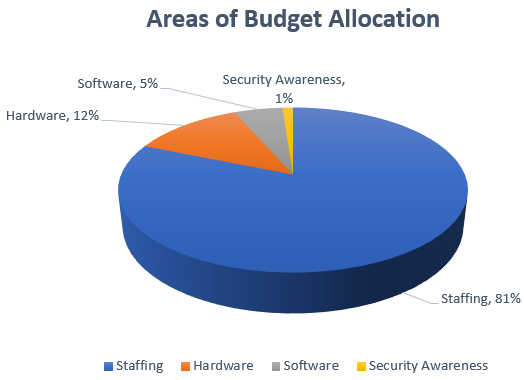 Areas of Budget Allocation
Software, 5%
Security Awareness,
1%
Hardware, 12%
Staffing, 81%
Staffing
Hardware
Software
Security Awareness